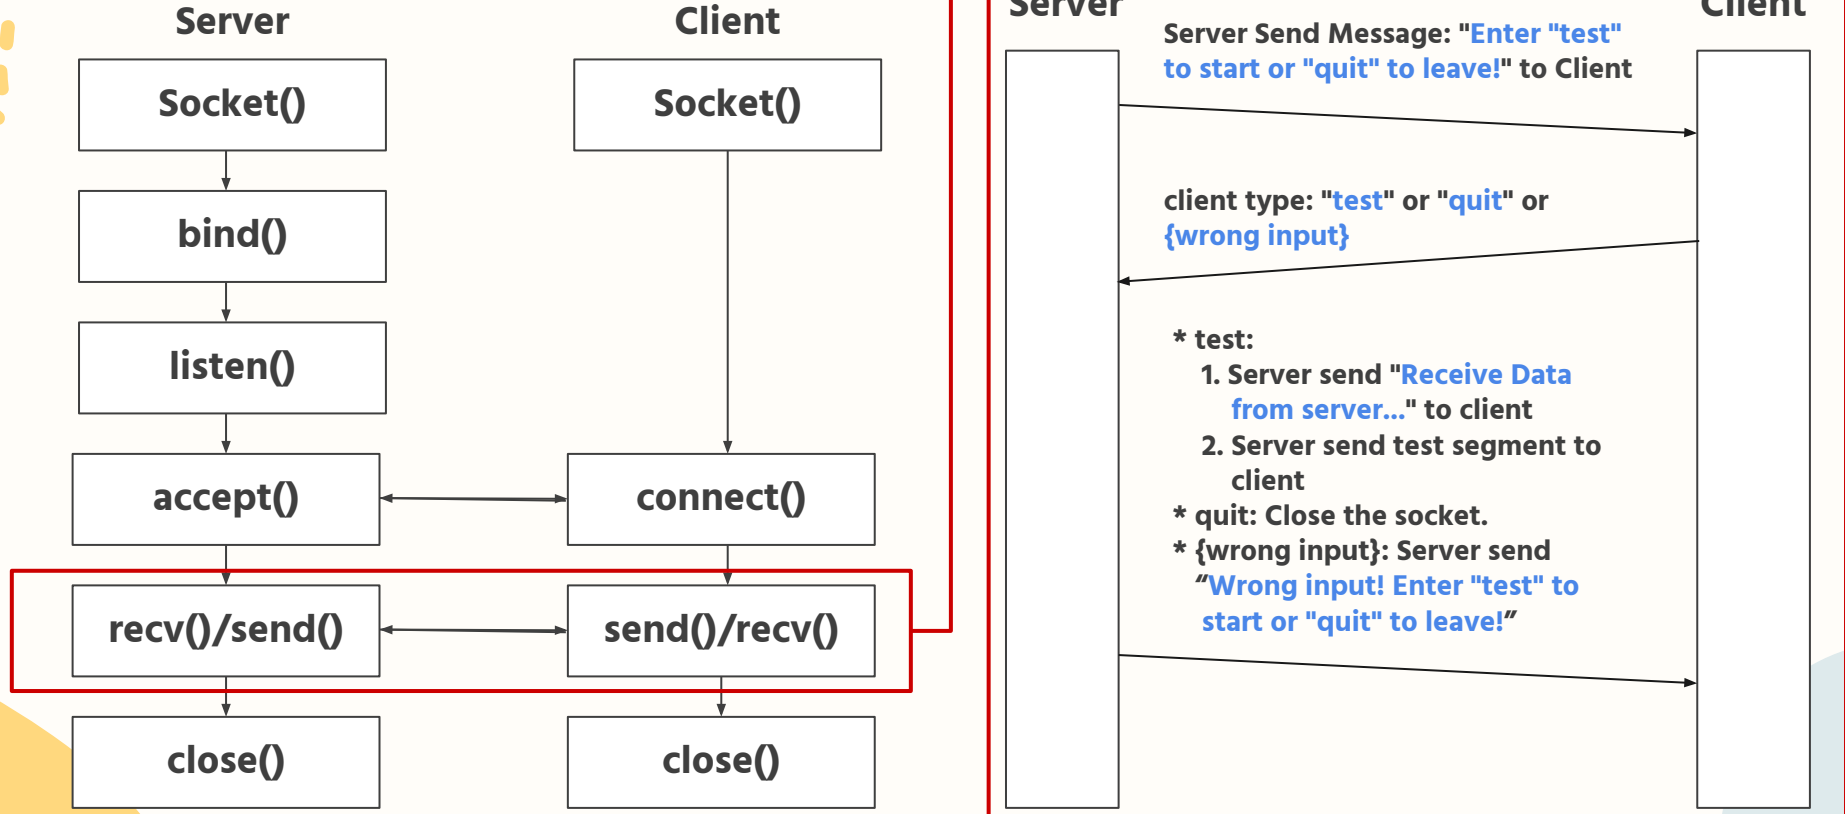 Server
Client
Socket()
Socket()
bind()
listen()
accept()
connect()
recv()/send()
send()/recv()
close()
close()
Server
Client
Server Send Message: "Enter "test"
to start or "quit" to leave!" to Client
client type: "test" or "quit" or
{wrong input}
* test:
1. Server send "Receive Data
from server..." to client
2. Server send test segment to
client
* quit: Close the socket.
* {wrong input}: Server send
“Wrong input! Enter "test" to
start or "quit" to leave!”